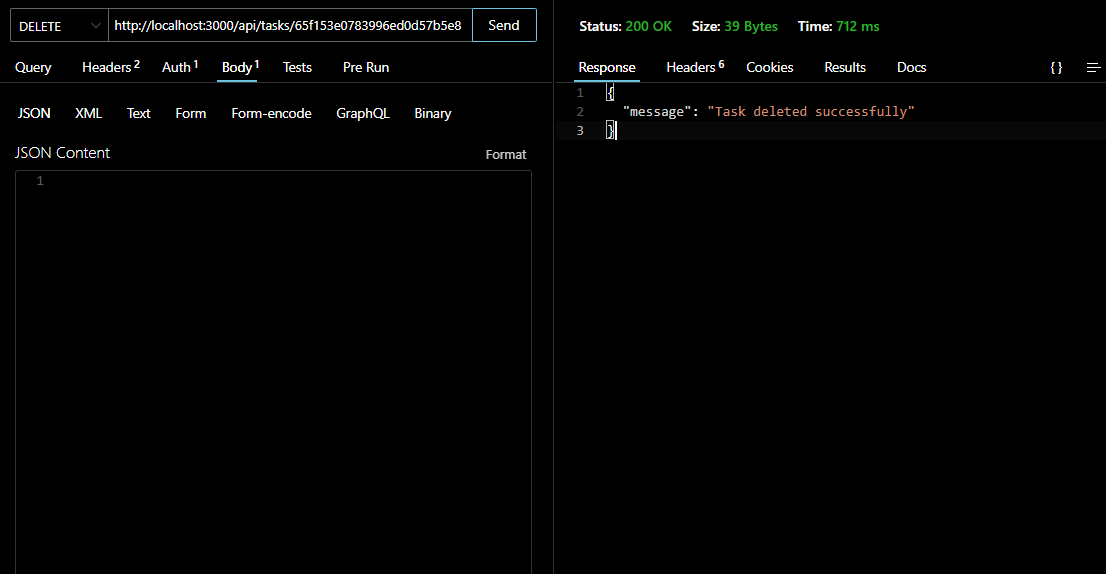 DELETE http://localhost:3000/api/tasks/65f153e0783996ed0d57b5e8 Send
Query Headers 2 Auth 1 Body 1 Tests Pre Run
JSON XML Text Form Form-encode GraphQL Binary
JSON Content Format
1
Status: 200 OK Size: 39 Bytes Time: 712 ms
Response Headers 6 Cookies Results Docs {}
1 {
2 "message": "Task deleted successfully"
3 }